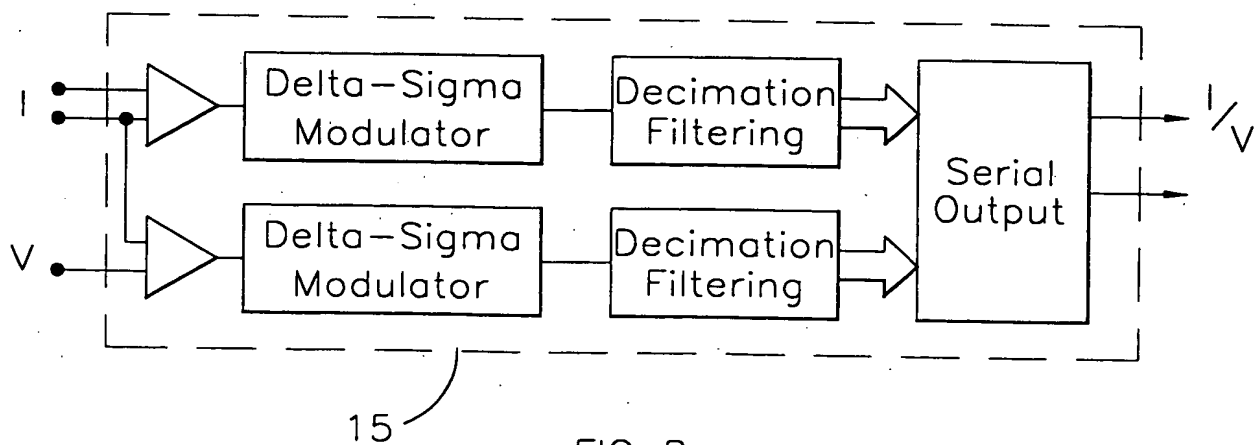 I
V
Delta-Sigma
Modulator
Decimation
Filtering
Delta-Sigma
Modulator
Decimation
Filtering
Serial
Output
I/V
15